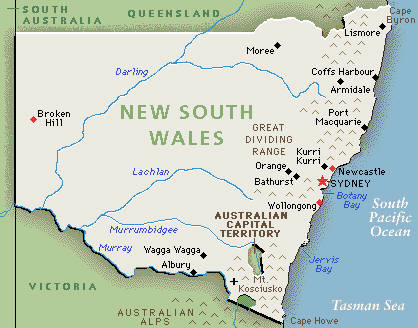 SOUTH
AUSTRALIA
QUEENSLAND
Cape
Byron
Lismore
Moree
Darling
Coffs Harbour
Armidale
Broken
Hill
NEW SOUTH
WALES
Port
Macquarie
GREAT
DIVIDING
RANGE
Kurri
Kurri
Lachlan
Orange
Newcastle
Bathurst
SYDNEY
Botany
Bay
Wollongong
South
Pacific
Ocean
AUSTRALIAN
CAPITAL
TERRITORY
Murrumbidgee
Murray
Wagga Wagga
Albury
Jervis
Bay
Mt.
Kosciusko
VICTORIA
Tasman Sea
AUSTRALIAN
ALPS
Cape Howe